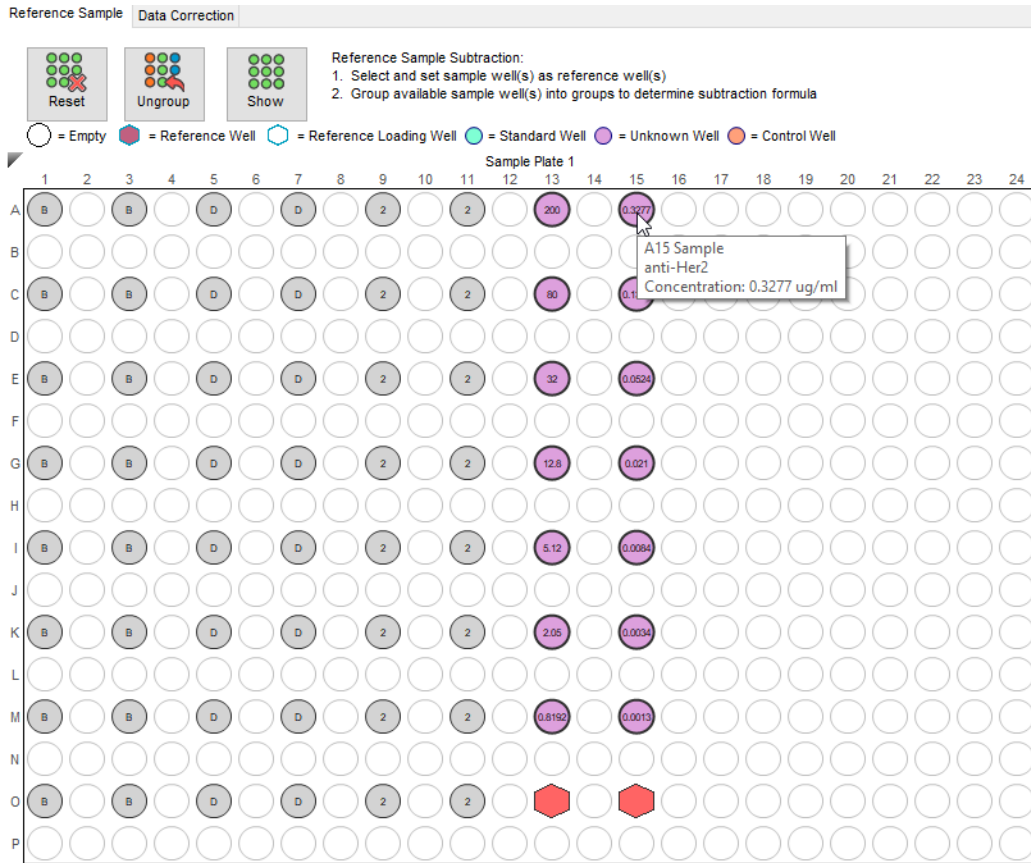 Reference Sample Data Correction
Reset Ungroup Show
Reference Sample Subtraction:
1. Select and set sample well(s) as reference well(s)
2. Group available sample well(s) into groups to determine subtraction formula
= Empty = Reference Well = Reference Loading Well = Standard Well = Unknown Well = Control Well
Sample Plate 1
1 2 3 4 5 6 7 8 9 10 11 12 13 14 15 16 17 18 19 20 21 22 23 24
A B B D D 2 2 200 0.3277
A15 Sample
anti-Her2
Concentration: 0.3277 ug/ml
B
C B B D D 2 2 80
D
E B B D D 2 2 32 0.0524
F
G B B D D 2 2 12.8 0.021
H
I B B D D 2 2 5.12 0.0084
J
K B B D D 2 2 2.05 0.0034
L
M B B D D 2 2 0.8192 0.0013
N
O B B D D 2 2
P